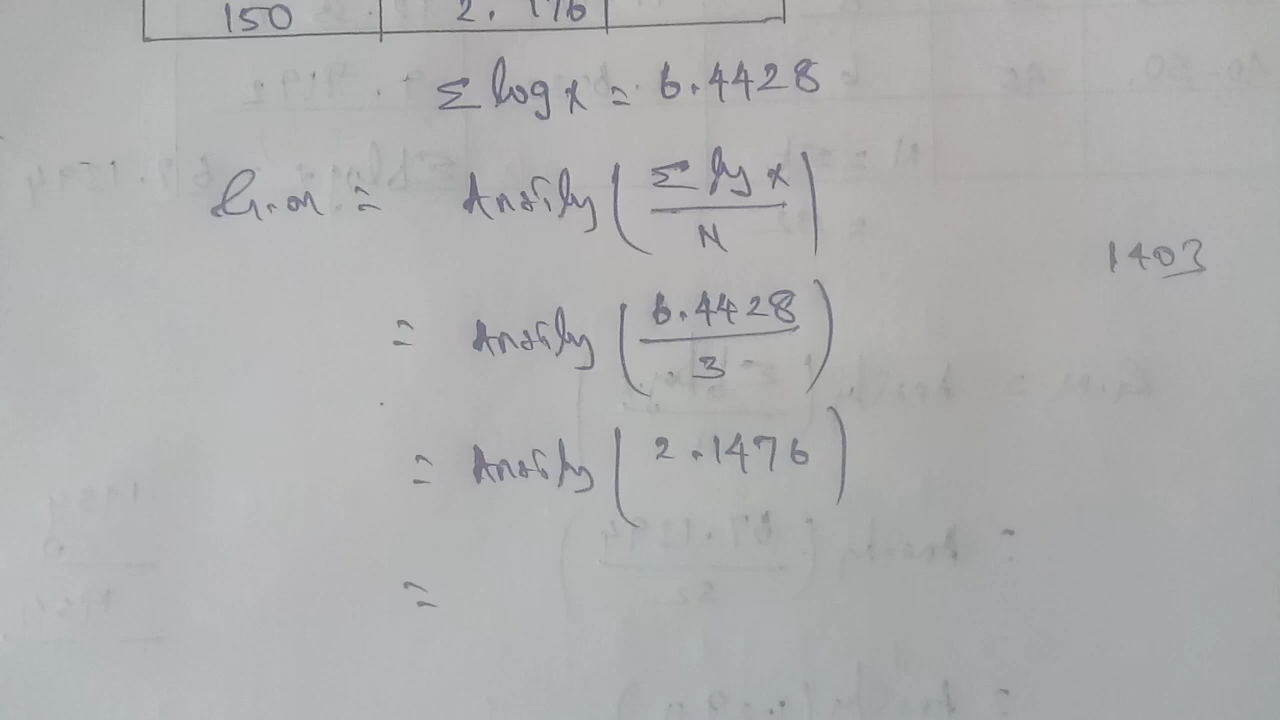 150 2.176
Σ log x = 6.4428
G.m = Antilog (Σ log x / N)
1403
= Antilog (6.4428 / 3)
= Antilog (2.1476)
=